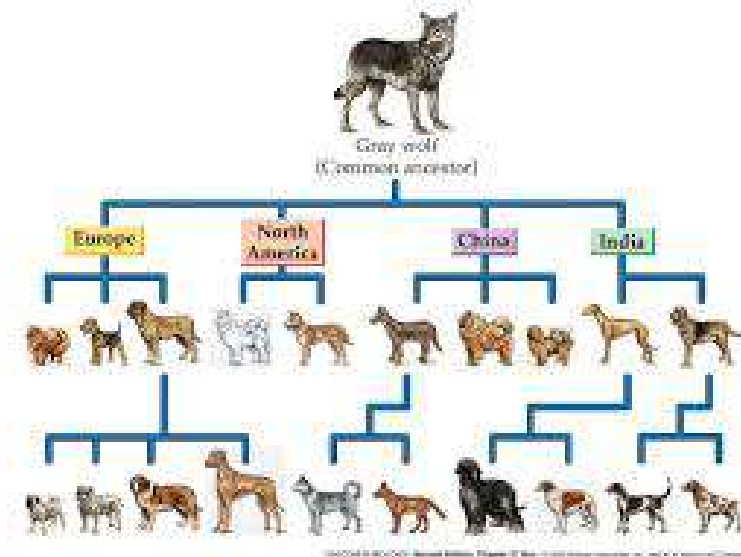 Gray wolf
(Common ancestor)
Europe
North
America
China
India